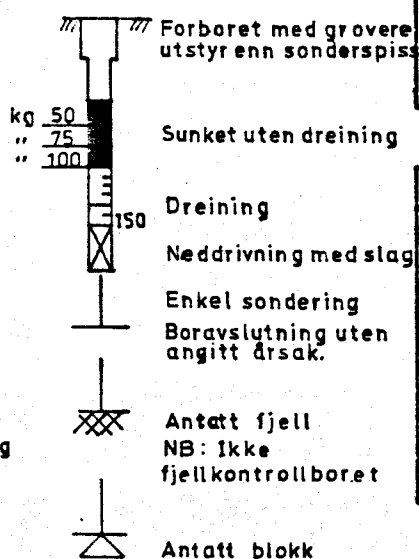 Forboret med grovere
utstyr enn sonderspiss
kg 50
" 75
" 100
Sunket uten dreining
150
Dreining
Neddrivning med slag
Enkel sondering
Boravslutning uten
angitt årsak.
Antatt fjell
NB: Ikke
fjellkontrollboret
g
Antatt blokk